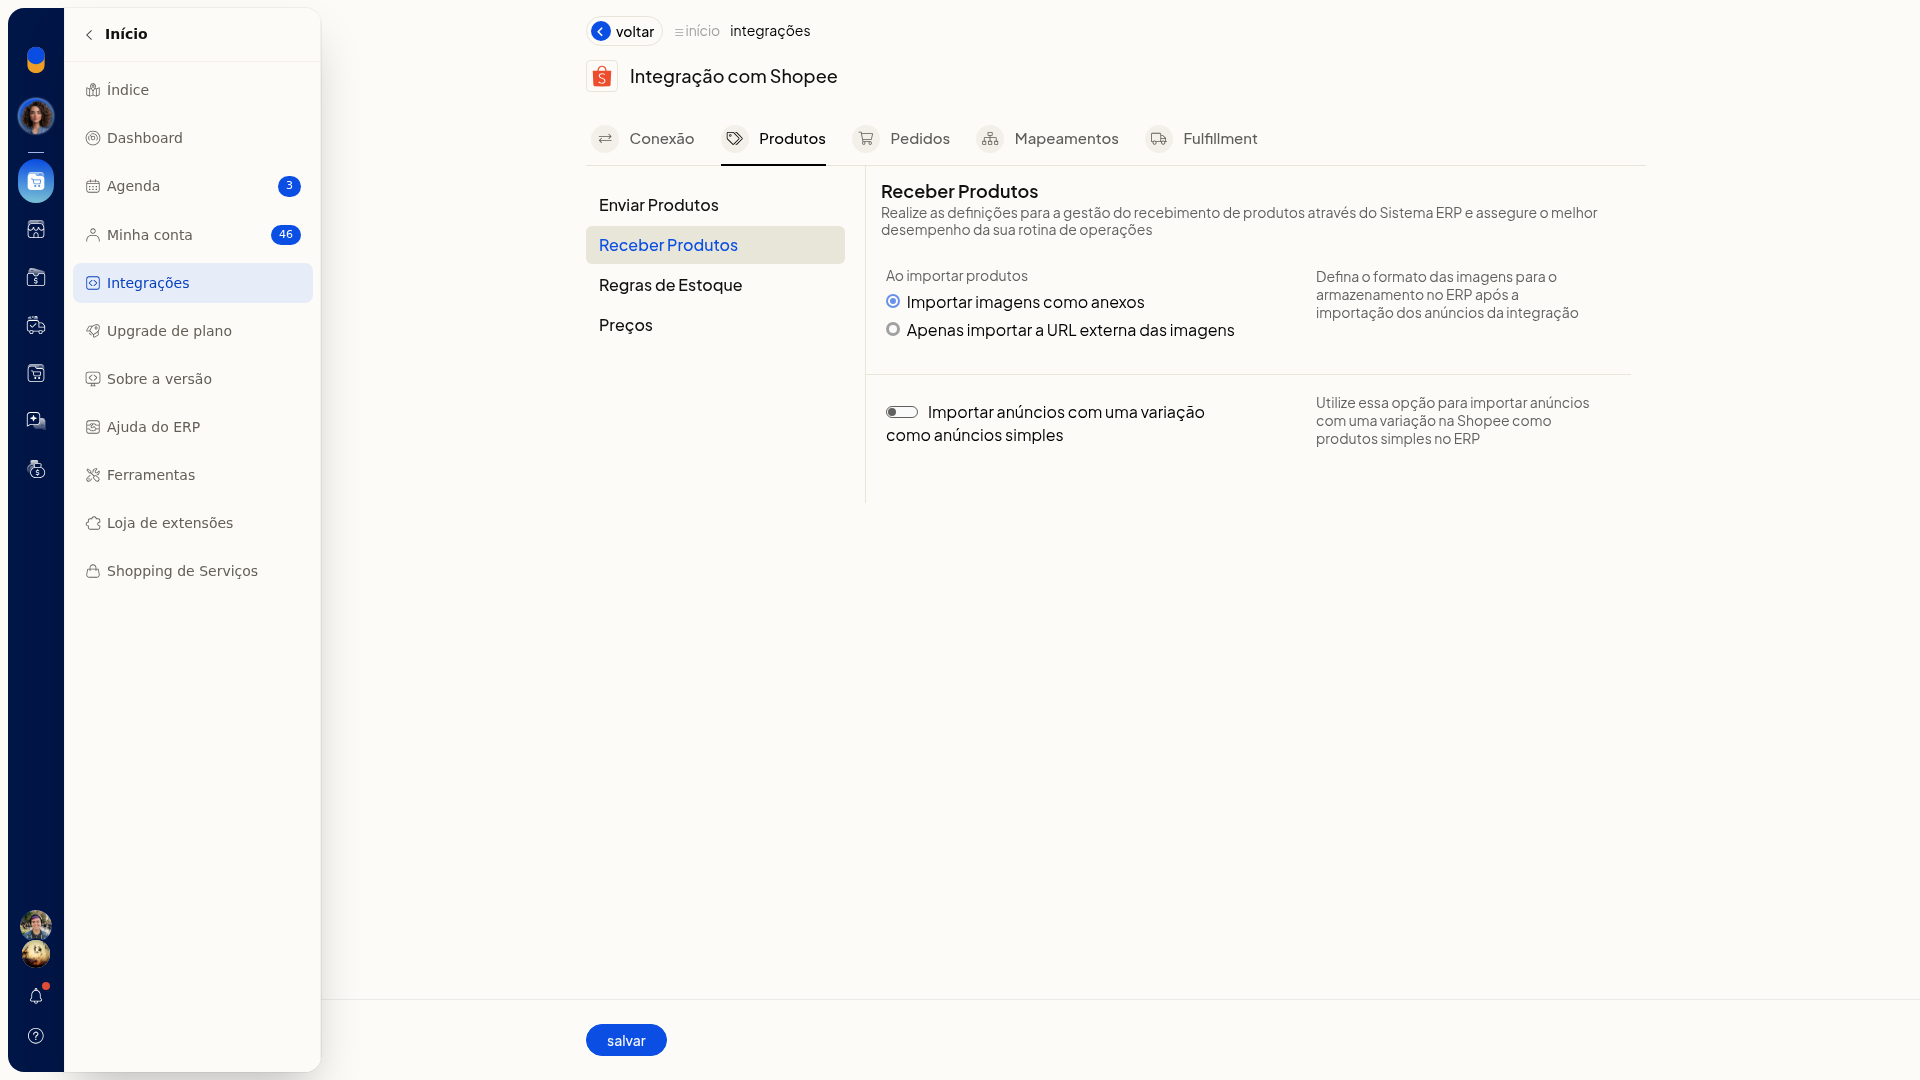 Início
Índice
Dashboard
Agenda 3
Minha conta 46
Integrações
Upgrade de plano
Sobre a versão
Ajuda do ERP
Ferramentas
Loja de extensões
Shopping de Serviços
voltar início integrações
Integração com Shopee
Conexão Produtos Pedidos Mapeamentos Fulfillment
Enviar Produtos
Receber Produtos
Regras de Estoque
Preços
Receber Produtos
Realize as definições para a gestão do recebimento de produtos através do Sistema ERP e assegure o melhor
desempenho da sua rotina de operações
Ao importar produtos
Importar imagens como anexos
Apenas importar a URL externa das imagens
Defina o formato das imagens para o
armazenamento no ERP após a
importação dos anúncios da integração
Importar anúncios com uma variação
como anúncios simples
Utilize essa opção para importar anúncios
com uma variação na Shopee como
produtos simples no ERP
salvar